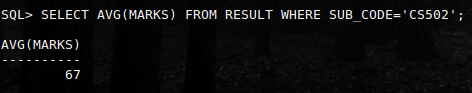 SQL> SELECT AVG(MARKS) FROM RESULT WHERE SUB_CODE='CS502';
AVG(MARKS)
----------
67